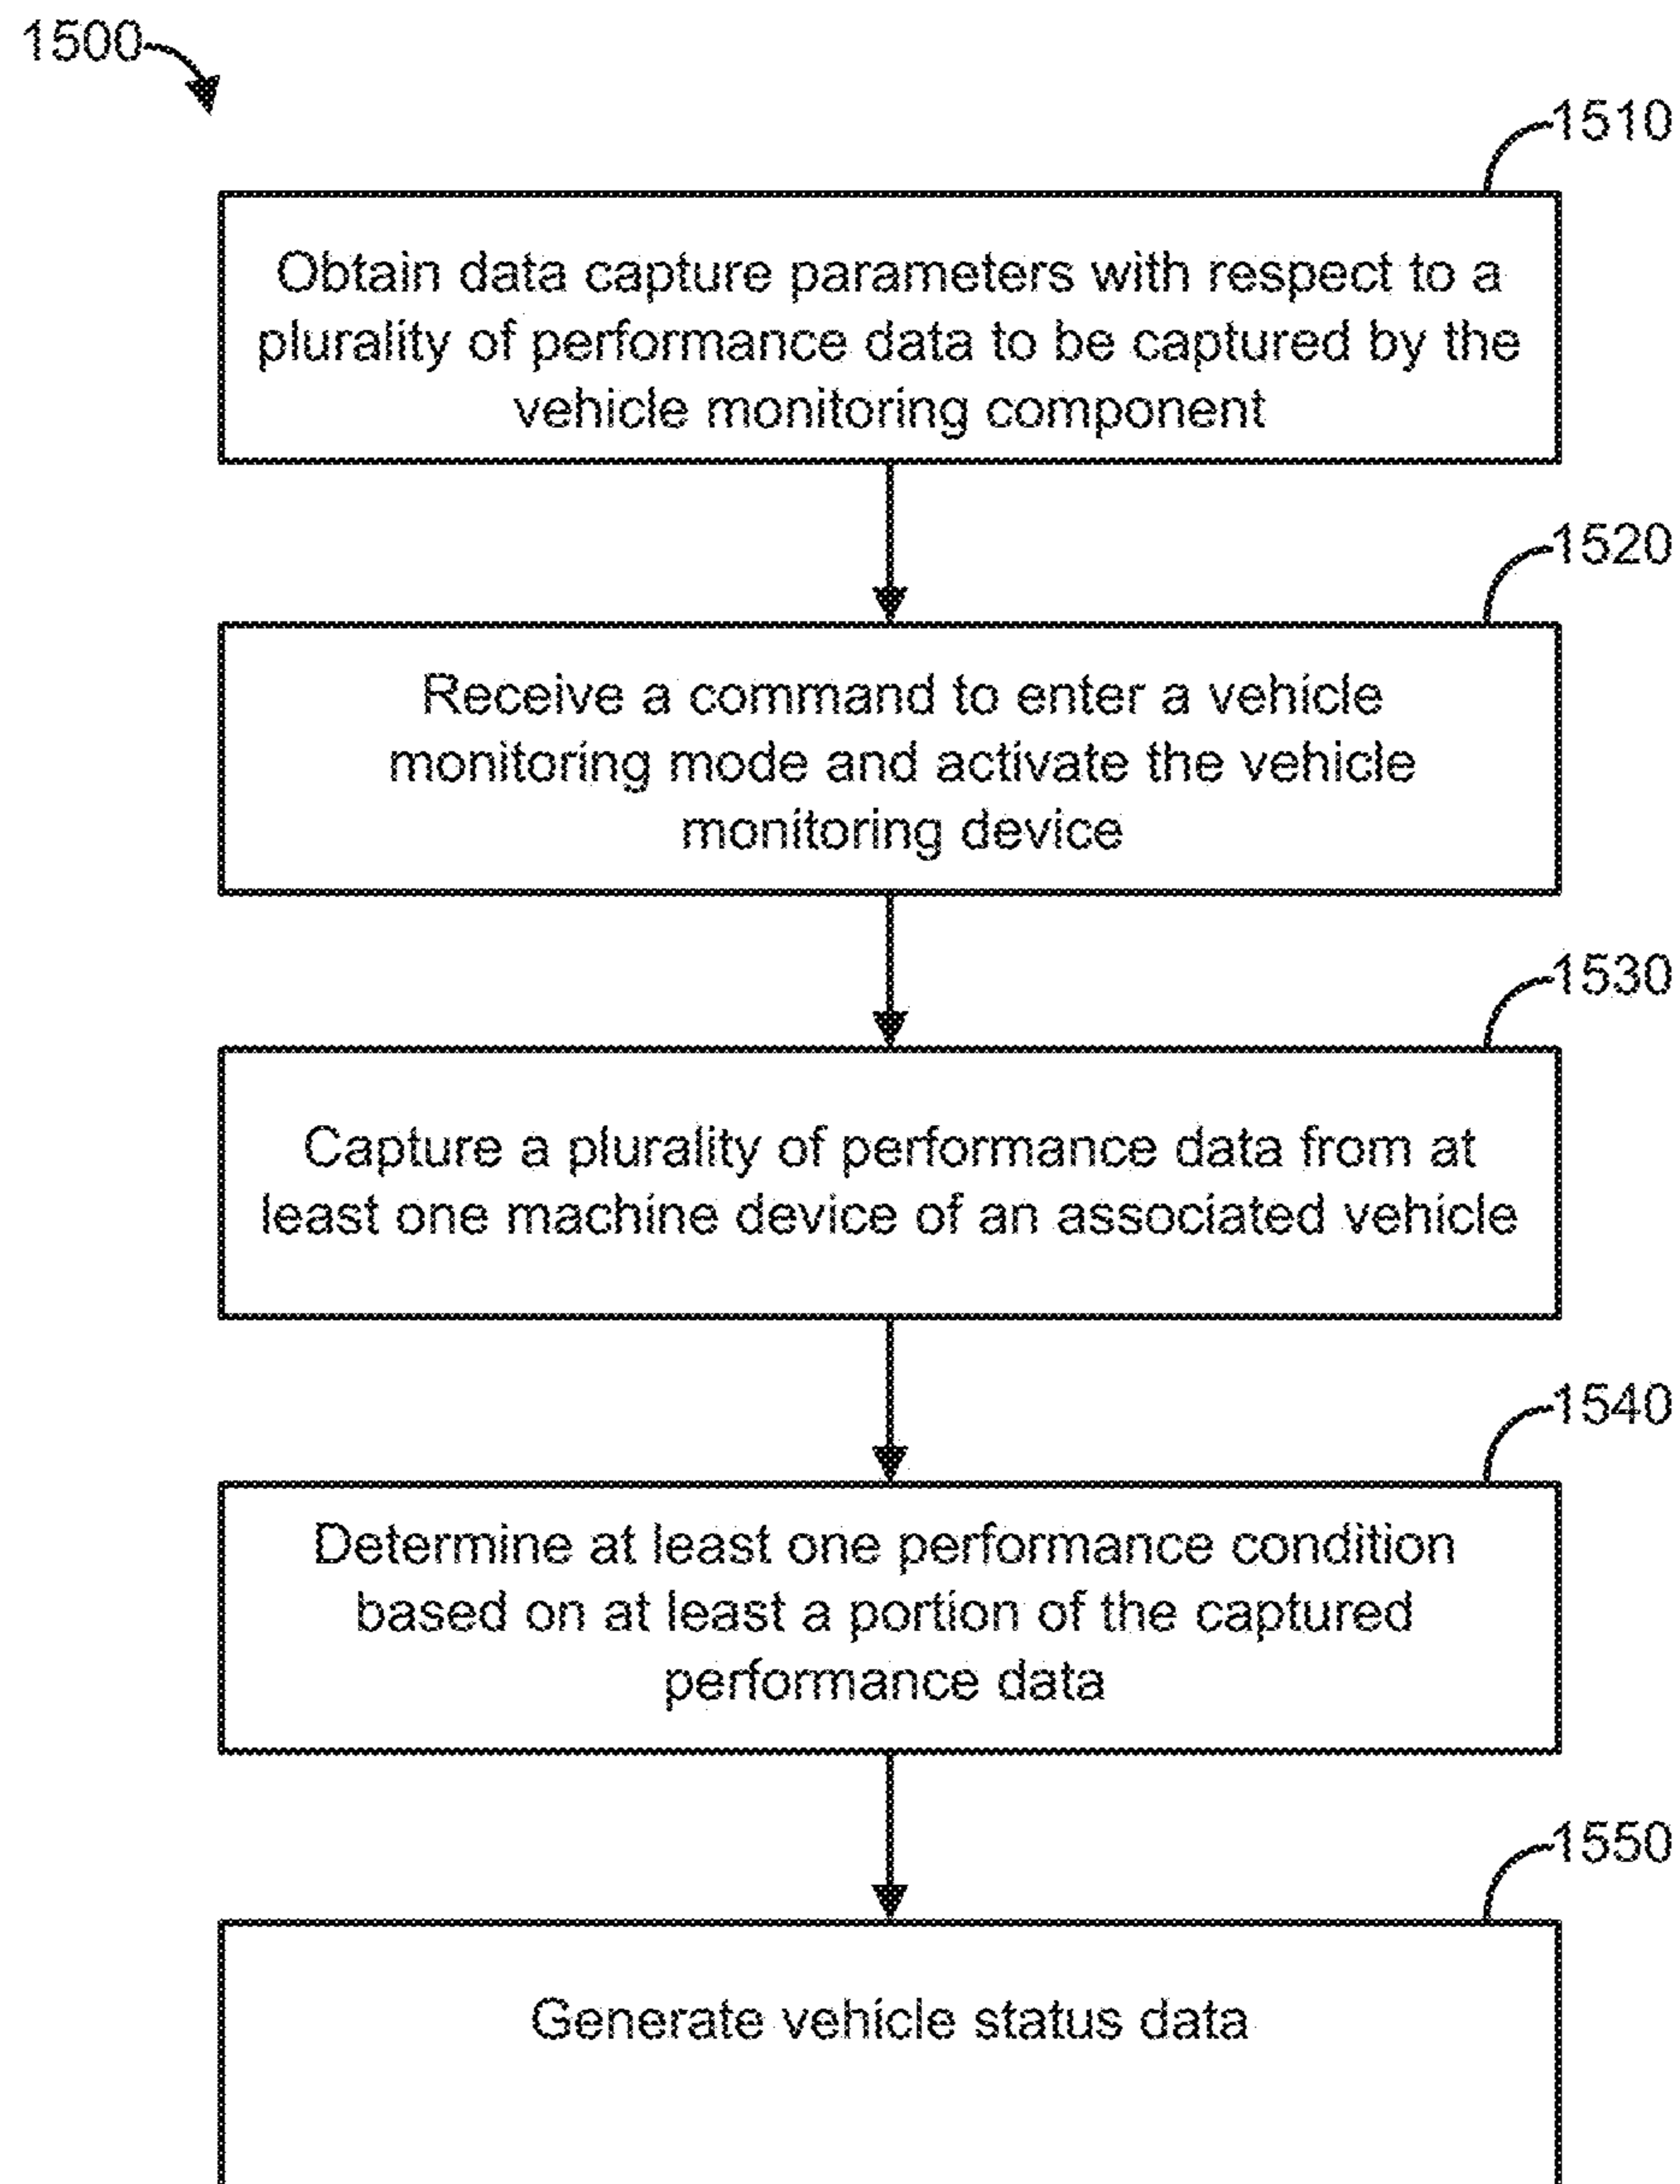 1500
1510
Obtain data capture parameters with respect to a
plurality of performance data to be captured by the
vehicle monitoring component
1520
Receive a command to enter a vehicle
monitoring mode and activate the vehicle
monitoring device
1530
Capture a plurality of performance data from at
least one machine device of an associated vehicle
1540
Determine at least one performance condition
based on at least a portion of the captured
performance data
1550
Generate vehicle status data